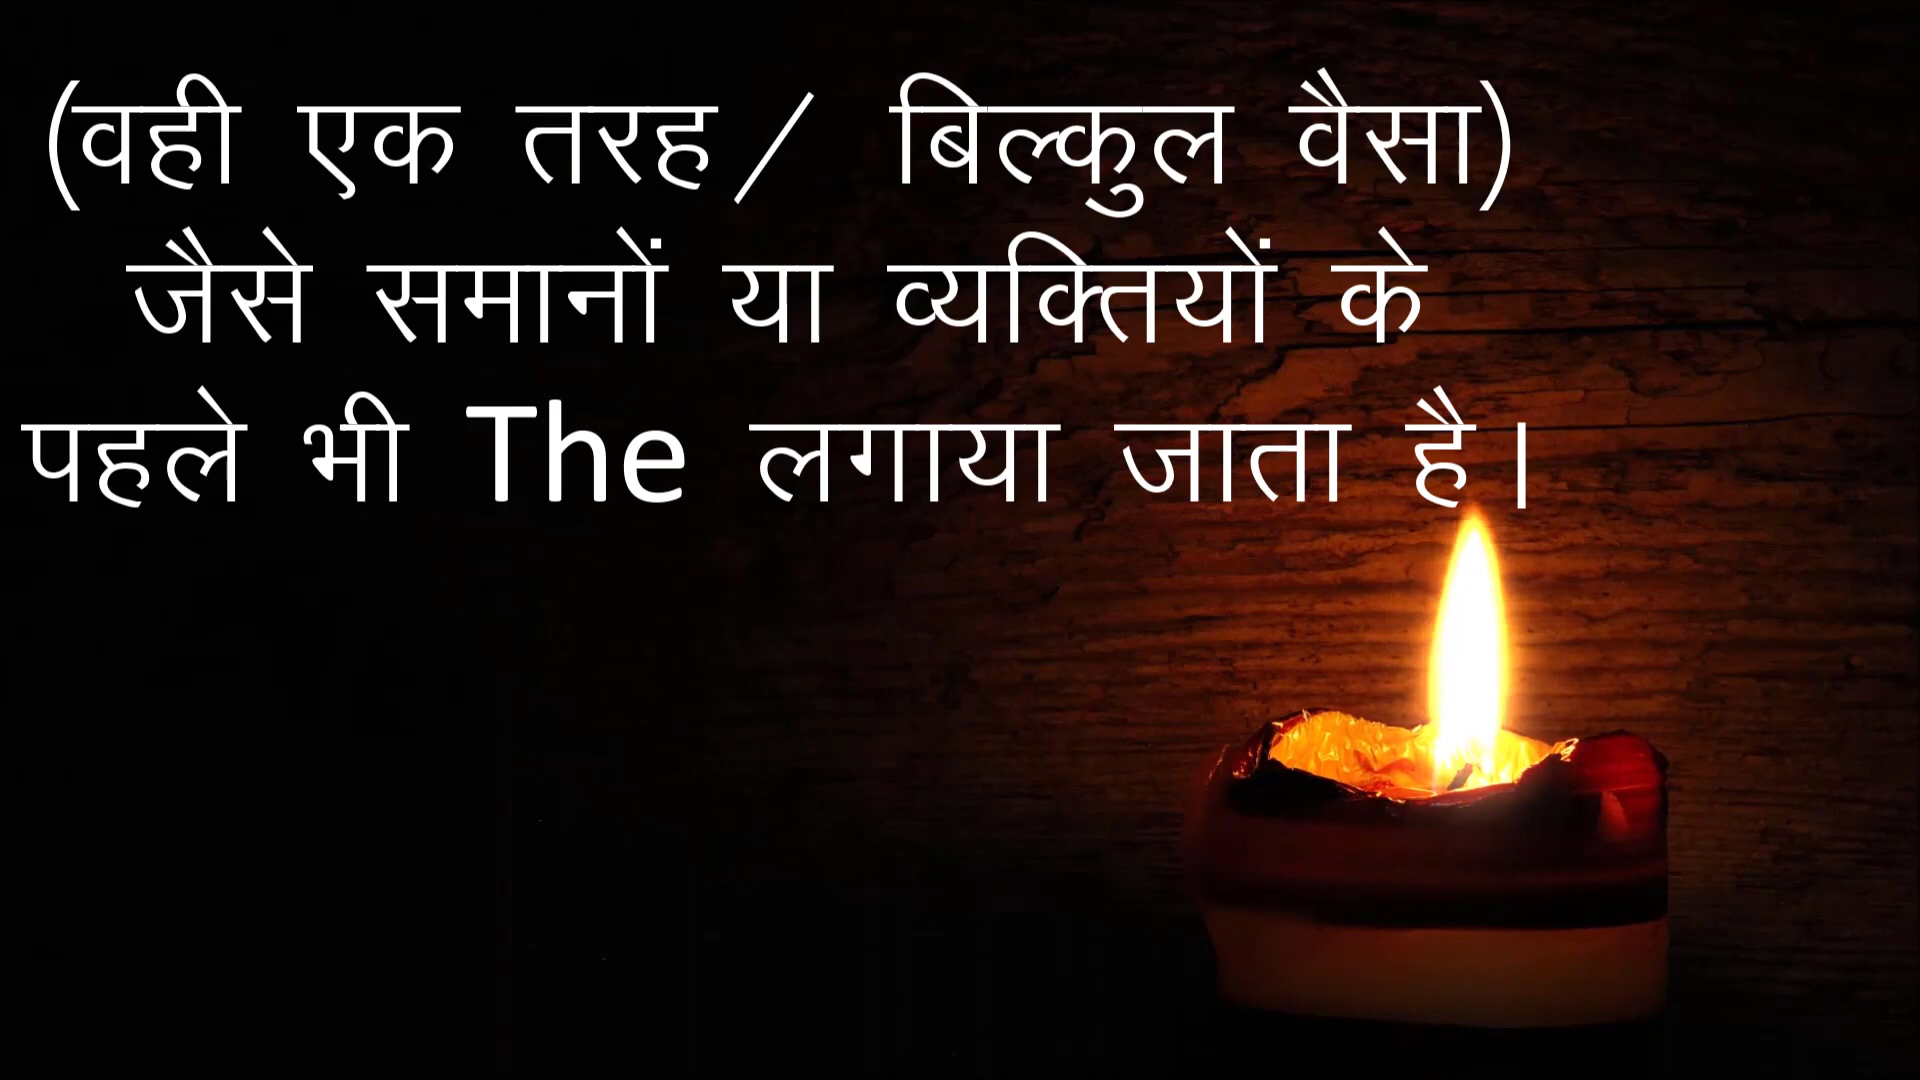 (वही एक तरह/ बिल्कुल वैसा)
जैसे समानों या व्यक्तियों के
पहले भी The लगाया जाता है।